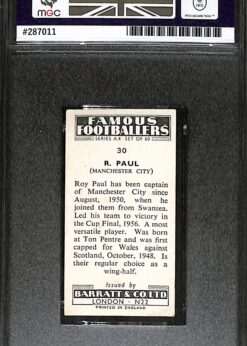 mgc
#287011
FAMOUS
FOOTBALLERS
SERIES A.4 SET OF 60
30
R. PAUL
(MANCHESTER CITY)
Roy Paul has been captain
of Manchester City since
August, 1950, when he
joined them from Swansea.
Led his team to victory in
the Cup Final, 1956. A most
versatile player. Was born
at Ton Pentre and was first
capped for Wales against
Scotland, October, 1948. Is
their regular choice as a
wing-half.
Issued by
BARRATT & CO LTD
LONDON · N22
PRINTED IN ENGLAND